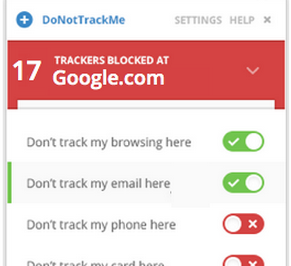 DoNotTrackMe SETTINGS HELP
17 TRACKERS BLOCKED AT
Google.com
Don't track my browsing here
Don't track my email here
Don't track my phone here
Don't track my card here